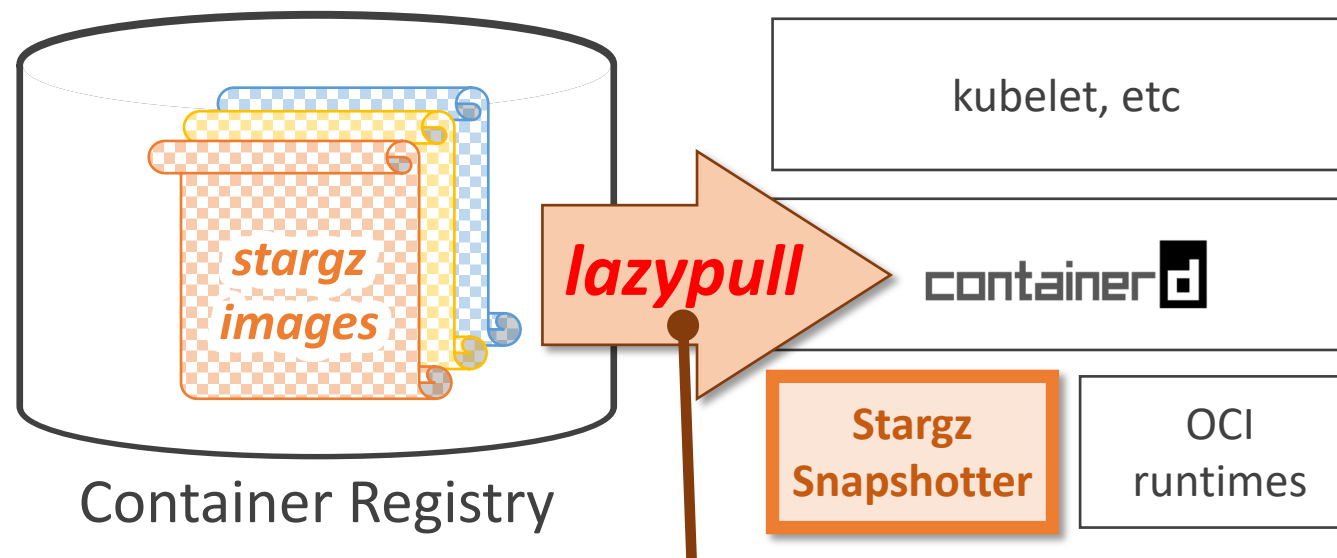 stargz
images
Container Registry
lazypull
kubelet, etc
containerd
Stargz
Snapshotter
OCI
runtimes